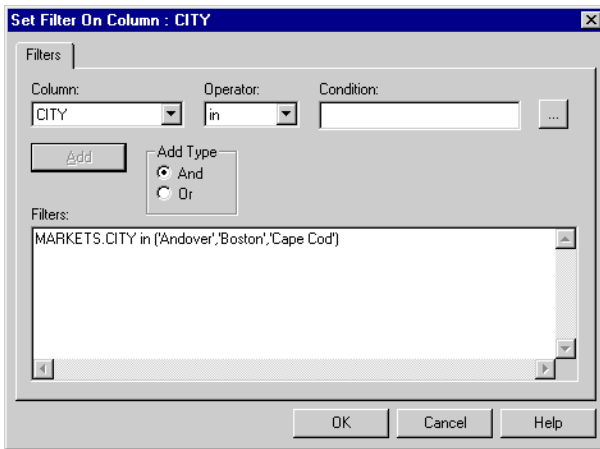 Set Filter On Column : CITY
Filters
Column: Operator: Condition:
CITY in ...
Add
Add Type
And
Or
Filters:
MARKETS.CITY in ('Andover','Boston','Cape Cod')
OK Cancel Help